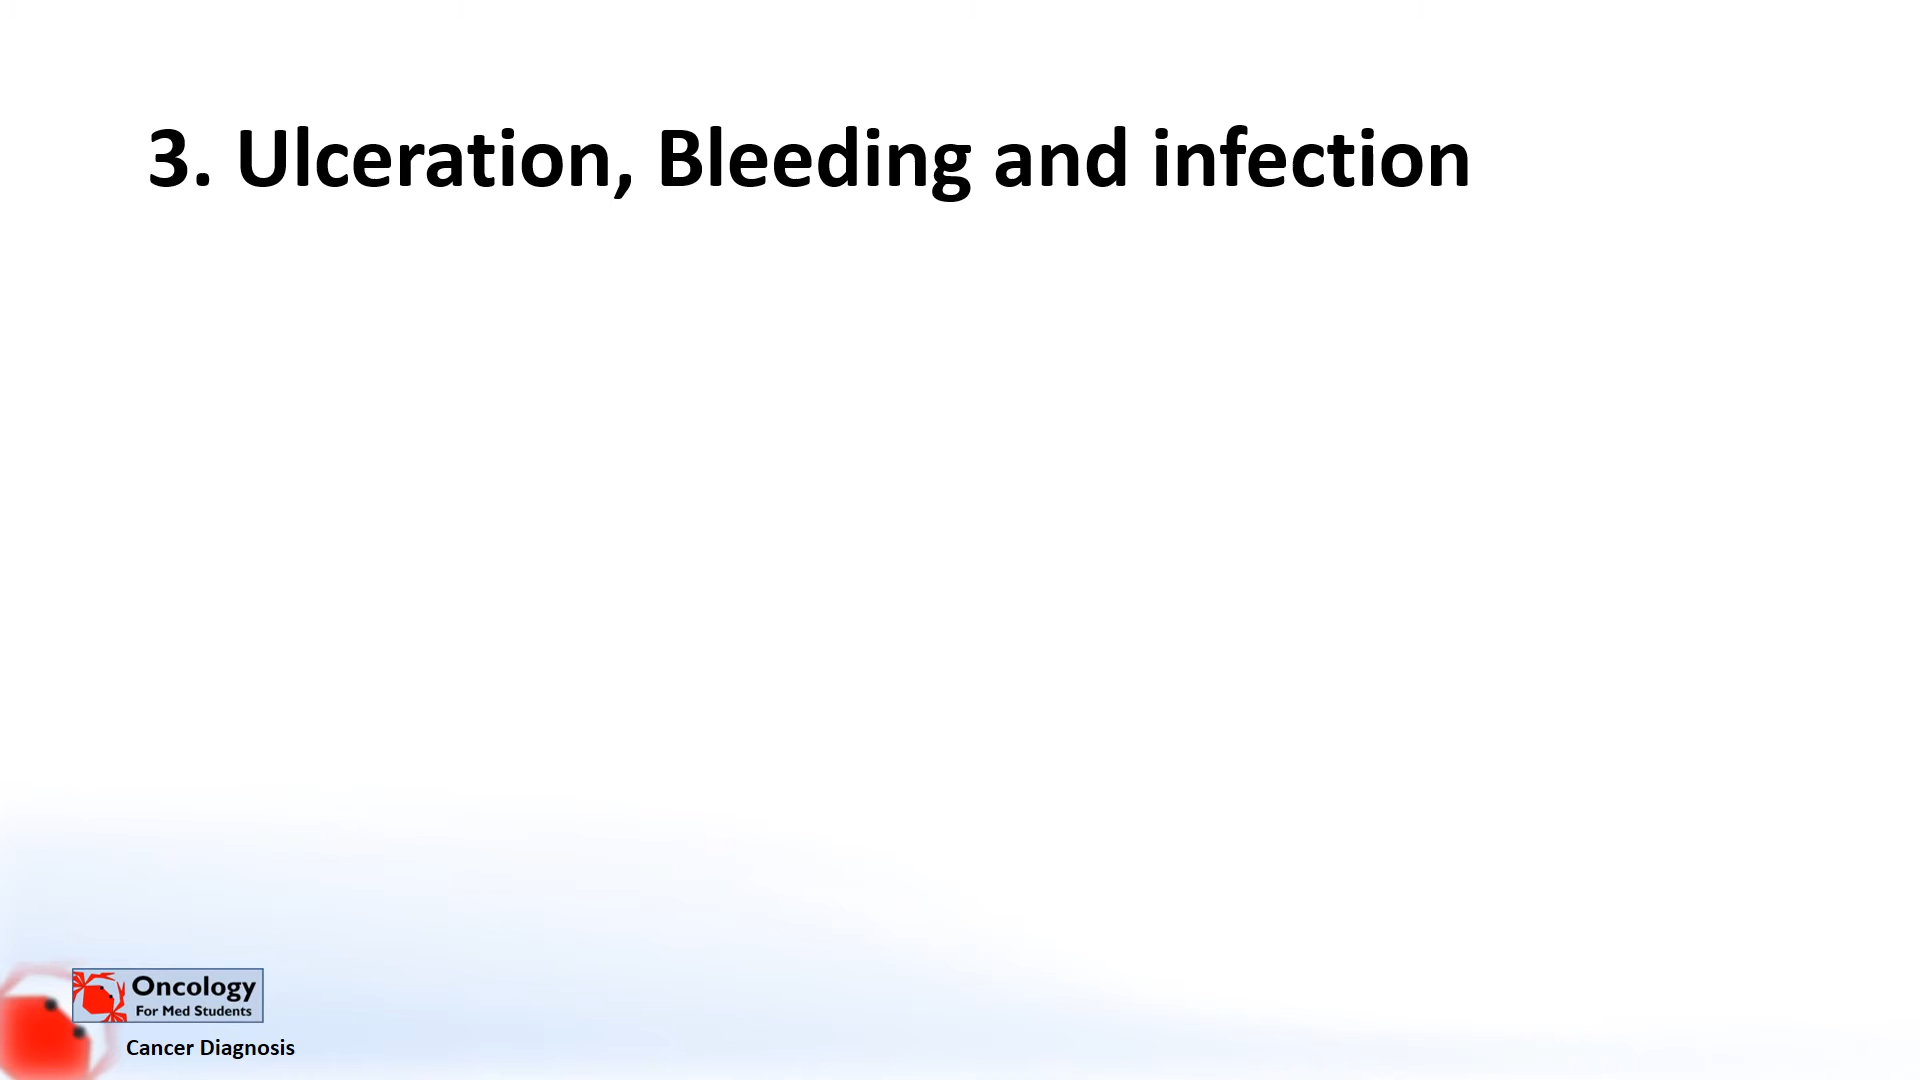 3. Ulceration, Bleeding and infection
Oncology
For Med Students
Cancer Diagnosis